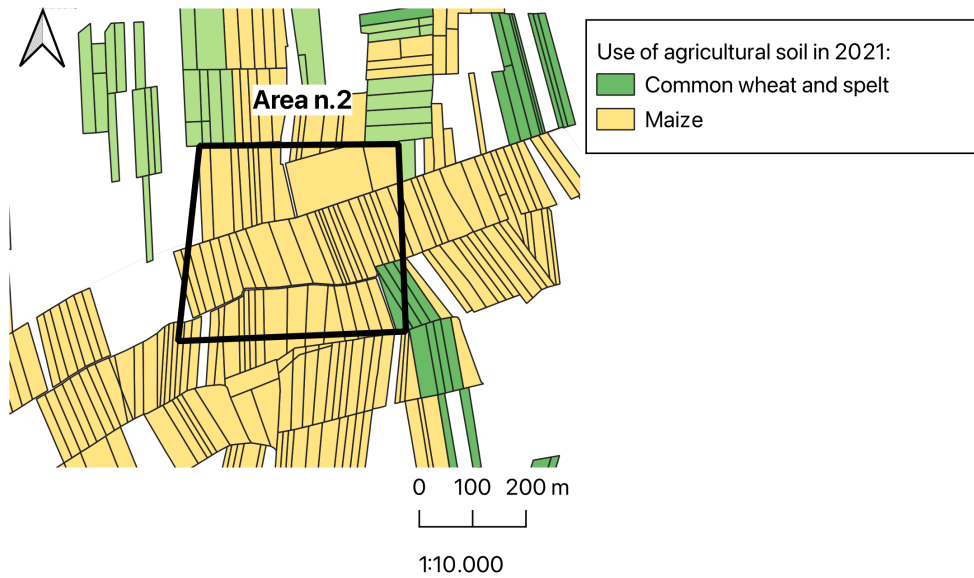 Area n.2
Use of agricultural soil in 2021:
Common wheat and spelt
Maize
0 100 200 m
1:10.000